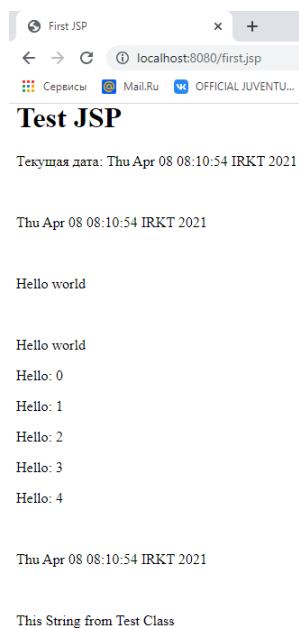 First JSP
localhost:8080/first.jsp
Сервисы Mail.Ru OFFICIAL JUVENTU...
Test JSP
Текущая дата: Thu Apr 08 08:10:54 IRKT 2021
Thu Apr 08 08:10:54 IRKT 2021
Hello world
Hello world
Hello: 0
Hello: 1
Hello: 2
Hello: 3
Hello: 4
Thu Apr 08 08:10:54 IRKT 2021
This String from Test Class